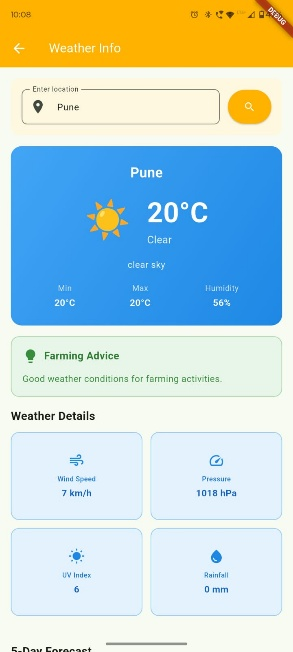 10:08
DEBUG
Weather Info
Enter location
Pune
Pune
20°C
Clear
clear sky
Min Max Humidity
20°C 20°C 56%
Farming Advice
Good weather conditions for farming activities.
Weather Details
Wind Speed Pressure
7 km/h 1018 hPa
UV Index Rainfall
6 0 mm
5-Day Forecast